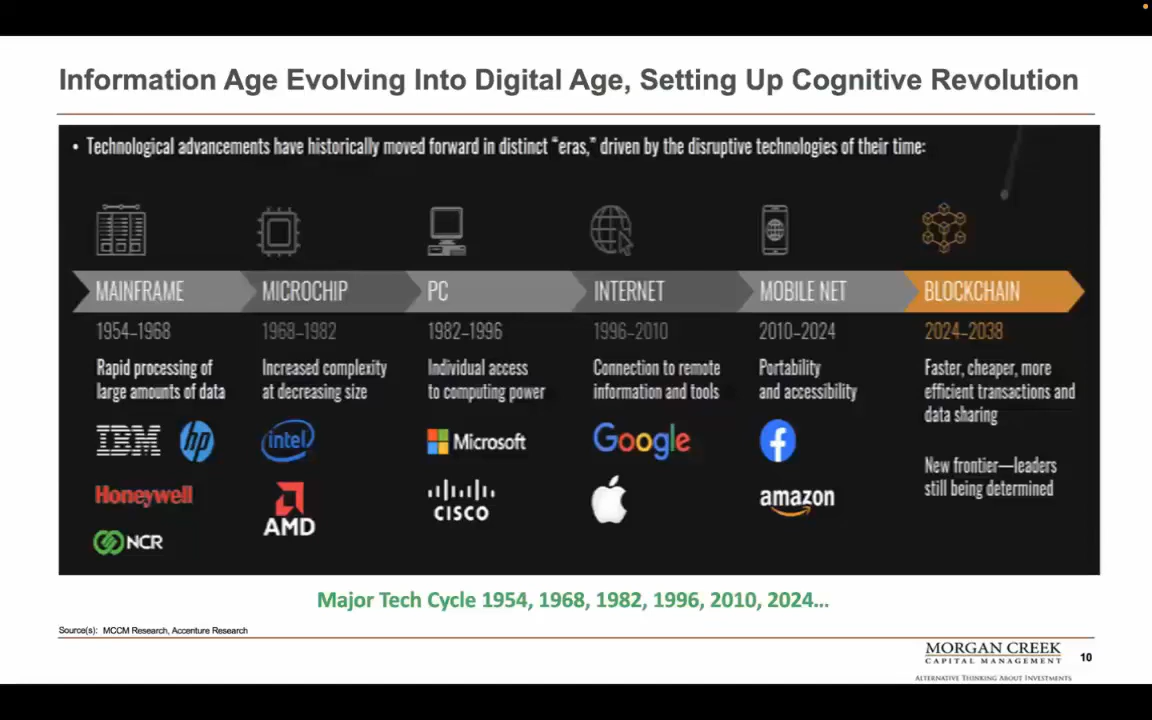 Information Age Evolving Into Digital Age, Setting Up Cognitive Revolution
• Technological advancements have historically moved forward in distinct “eras,” driven by the disruptive technologies of their time:
MAINFRAME
1954–1968
Rapid processing of
large amounts of data
IBM hp
Honeywell
NCR
MICROCHIP
1968–1982
Increased complexity
at decreasing size
intel
AMD
PC
1982–1996
Individual access
to computing power
Microsoft
CISCO
INTERNET
1996–2010
Connection to remote
information and tools
Google
MOBILE NET
2010–2024
Portability
and accessibility
f
amazon
BLOCKCHAIN
2024–2038
Faster, cheaper, more
efficient transactions and
data sharing
New frontier—leaders
still being determined
Major Tech Cycle 1954, 1968, 1982, 1996, 2010, 2024...
Source(s): MCCM Research, Accenture Research
MORGAN CREEK
CAPITAL MANAGEMENT
ALTERNATIVE THINKING ABOUT INVESTMENTS
10